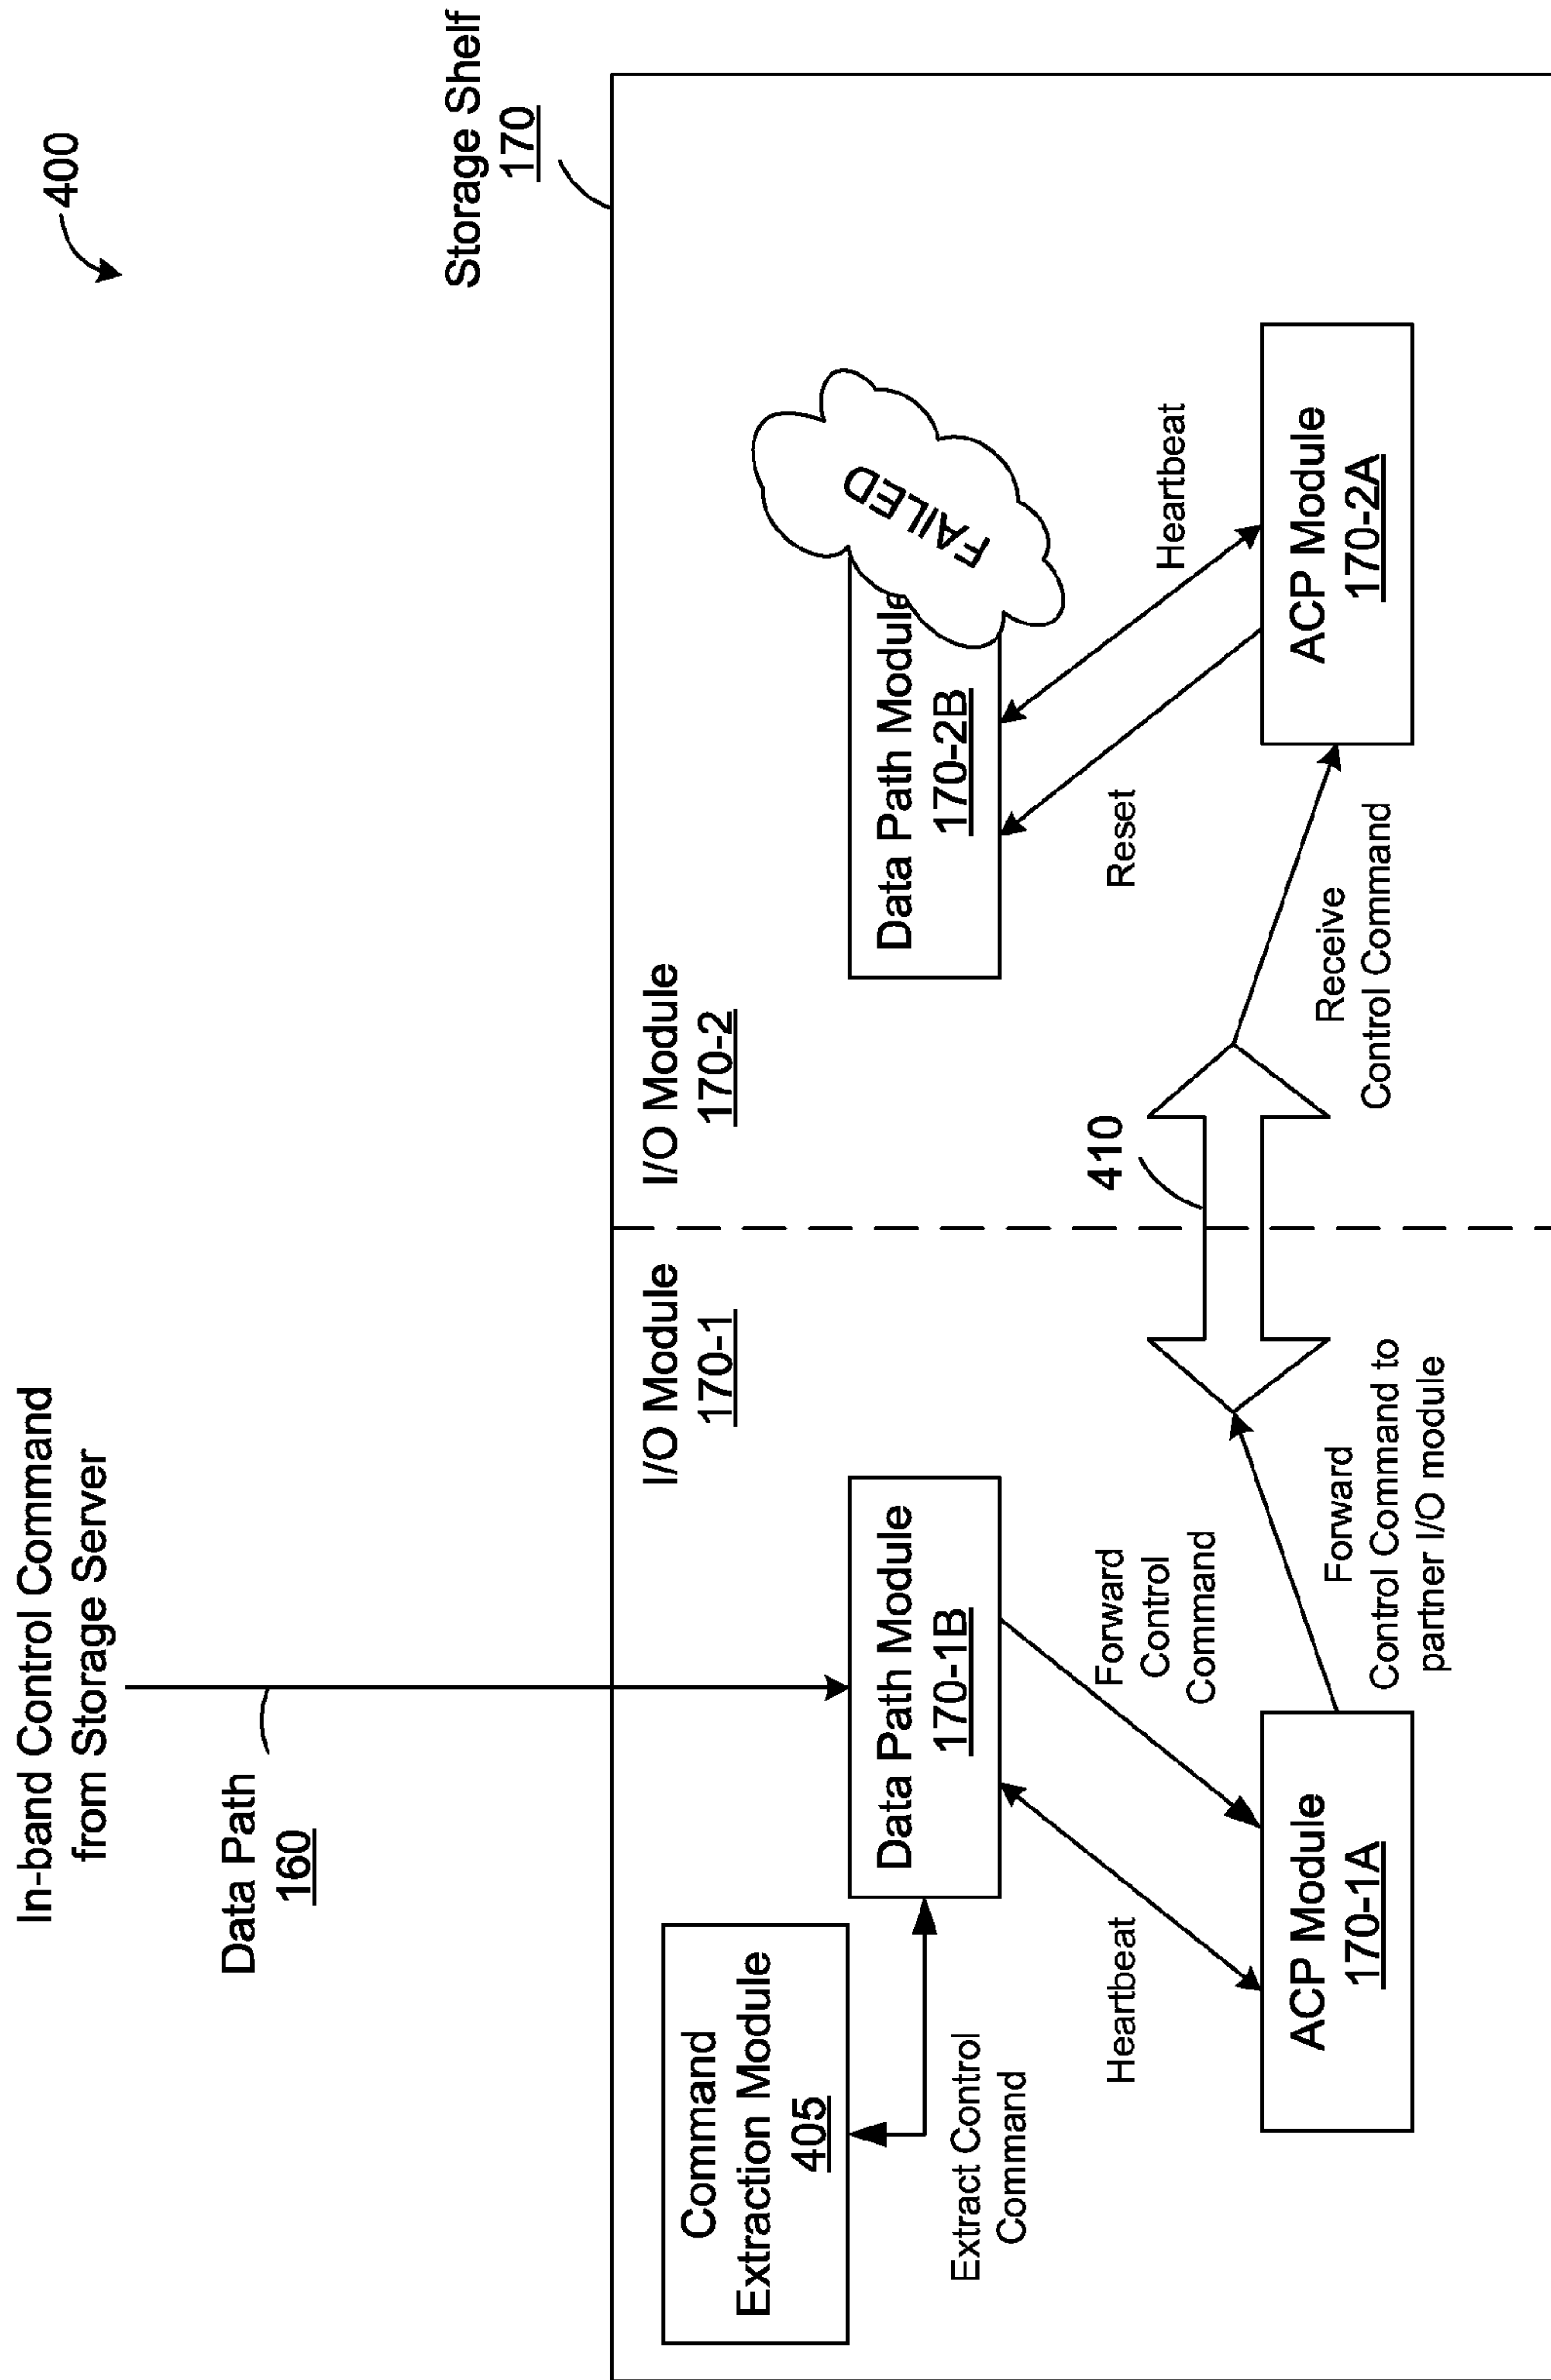 400
In-band Control Command
from Storage Server
Data Path
160
Storage Shelf
170
I/O Module
170-1
I/O Module
170-2
Command
Extraction Module
405
Extract Control
Command
Data Path Module
170-1B
Data Path Module
170-2B
FAILED
Heartbeat
Forward
Control
Command
410
Reset
Heartbeat
ACP Module
170-1A
Forward
Control Command to
partner I/O module
Receive
Control Command
ACP Module
170-2A